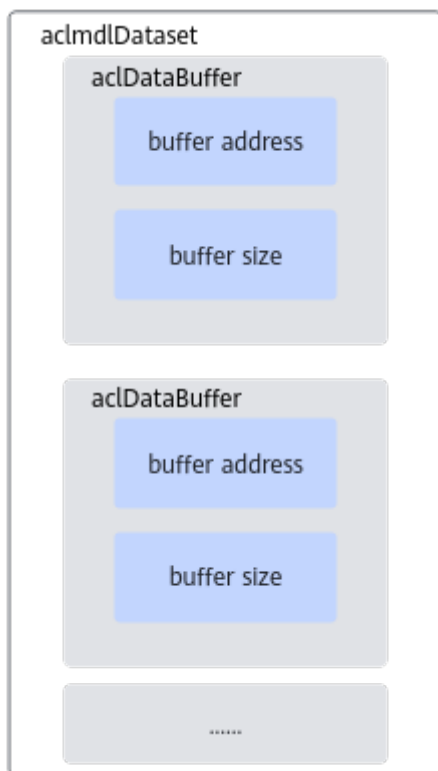 aclmdlDataset
aclDataBuffer
buffer address
buffer size
aclDataBuffer
buffer address
buffer size
......